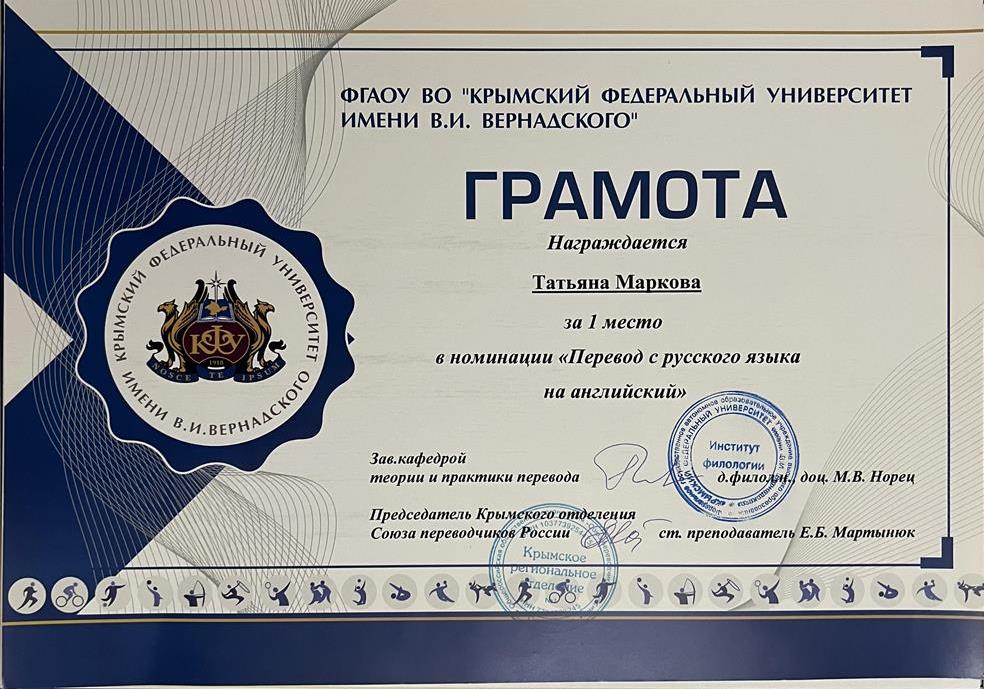 ФГАОУ ВО "КРЫМСКИЙ ФЕДЕРАЛЬНЫЙ УНИВЕРСИТЕТ
ИМЕНИ В.И. ВЕРНАДСКОГО"
ГРАМОТА
Награждается
Татьяна Маркова
за 1 место
в номинации «Перевод с русского языка
на английский»
КРЫМСКИЙ ФЕДЕРАЛЬНЫЙ УНИВЕРСИТЕТ
ИМЕНИ В.И.ВЕРНАДСКОГО
КФУ
1918
NOSCE TE IPSUM
Зав.кафедрой
теории и практики перевода
д.филол.н., доц. М.В. Норец
Институт
филологии
Председатель Крымского отделения
Союза переводчиков России
ст. преподаватель Е.Б. Мартынюк
Крымское
региональное
отделение